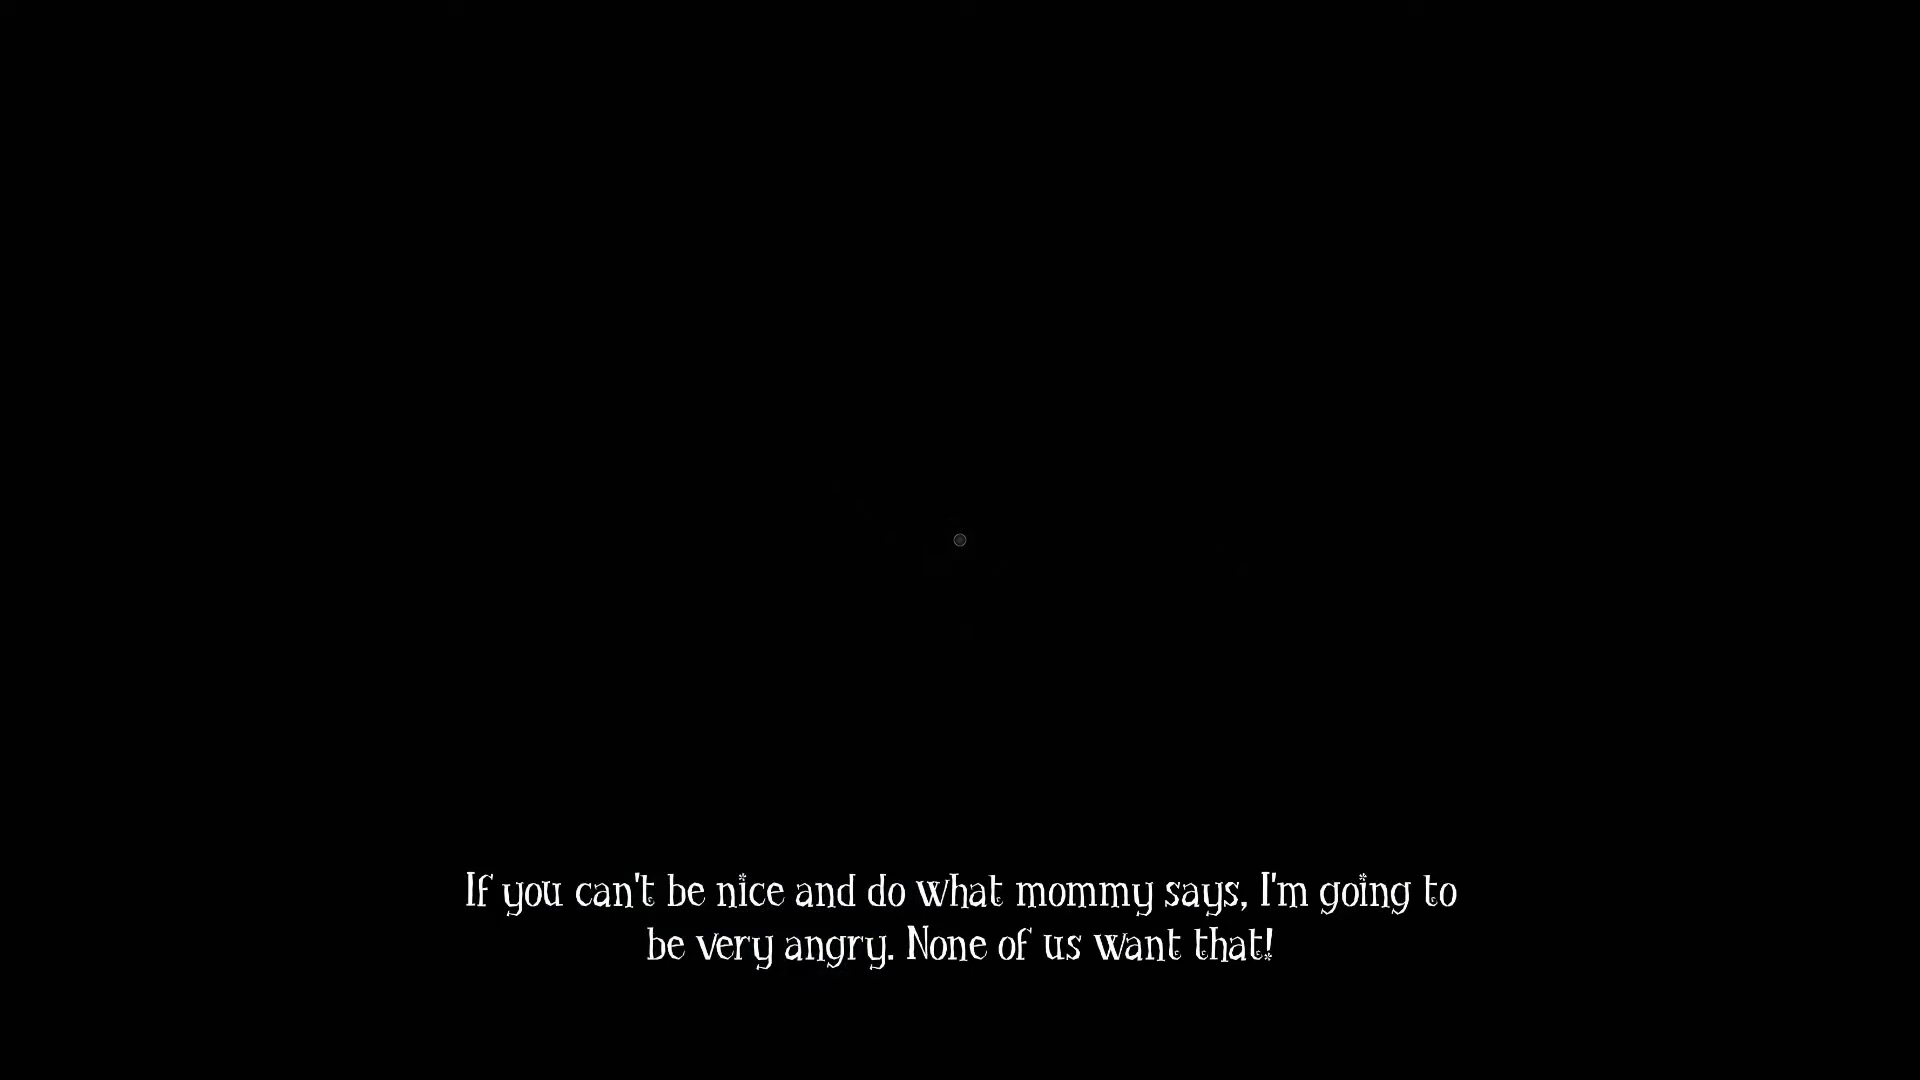 If you can't be nice and do what mommy says, I'm going to
be very angry. None of us want that!